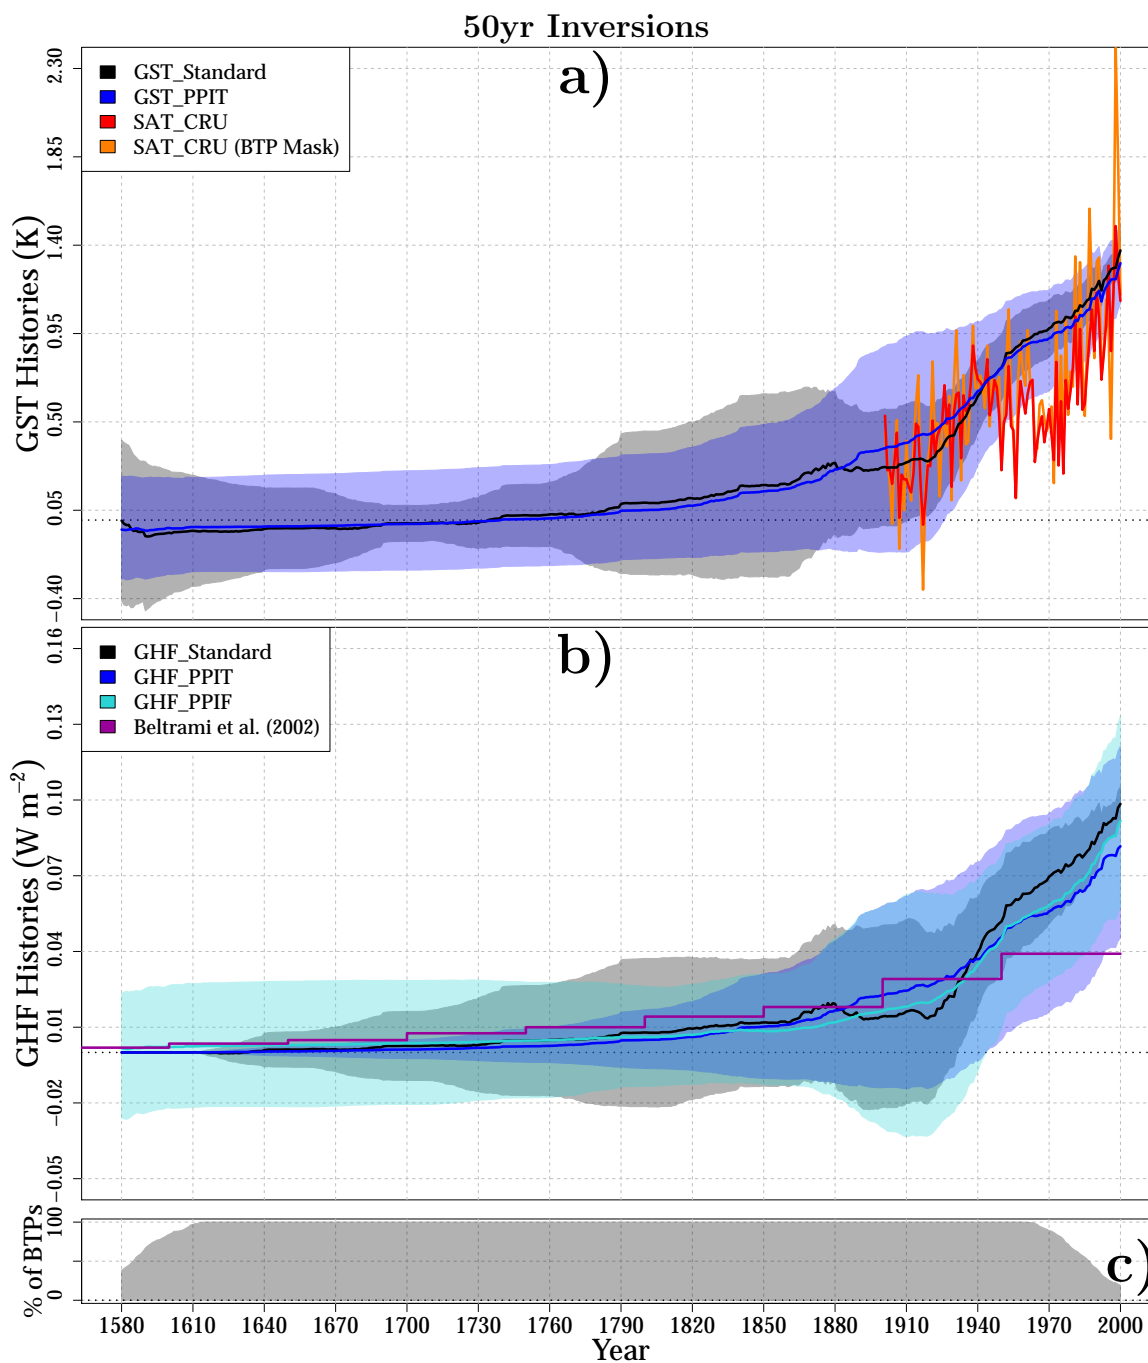 50yr Inversions
a)
GST_Standard
GST_PPIT
SAT_CRU
SAT_CRU (BTP Mask)
GST Histories (K)
2.30
1.85
1.40
0.95
0.50
0.05
−0.40
b)
GHF_Standard
GHF_PPIT
GHF_PPIF
Beltrami et al. (2002)
GHF Histories (W m⁻²)
0.16
0.13
0.10
0.07
0.04
0.01
−0.02
−0.05
c)
% of BTPs
100
0
1580 1610 1640 1670 1700 1730 1760 1790 1820 1850 1880 1910 1940 1970 2000
Year